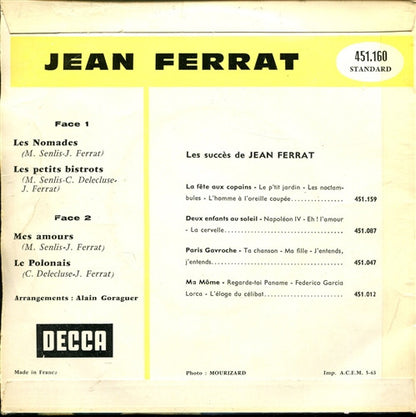 JEAN FERRAT
451.160
STANDARD
Face 1
Les Nomades
(M. Senlis-J. Ferrat)
Les petits bistrots
(M. Senlis-C. Delecluse-
J. Ferrat)
Face 2
Mes amours
(M. Senlis-J. Ferrat)
Le Polonais
(C. Delecluse-J. Ferrat)
Arrangements : Alain Goraguer
DECCA
Made in France
Les succès de JEAN FERRAT
La fête aux copains - Le p'tit jardin - Les noctam-
bules - L'homme à l'oreille coupée 451.159
Deux enfants au soleil - Napoléon IV - Eh ! l'amour
- La cervelle 451.087
Paris Gavroche - Ta chanson - Ma fille - J'entends,
j'entends 451.047
Ma Môme - Regarde-toi Paname - Federico Garcia
Lorca - L'éloge du célibat 451.012
Photo : MOURIZARD
Imp. A.C.E.M. 5-63